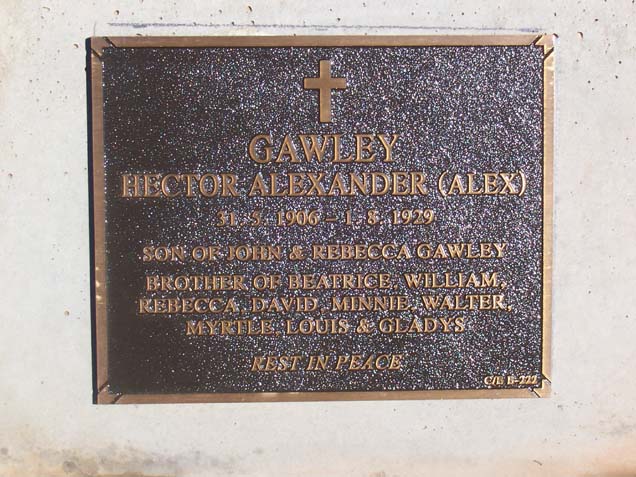 GAWLEY
HECTOR ALEXANDER (ALEX)
31. 5. 1906 – 1. 8. 1929
SON OF JOHN & REBECCA GAWLEY
BROTHER OF BEATRICE, WILLIAM,
REBECCA, DAVID, MINNIE, WALTER,
MYRTLE, LOUIS & GLADYS
REST IN PEACE
C/E E-222